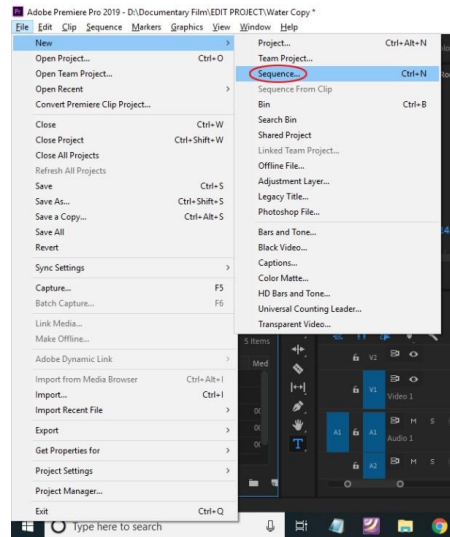 Adobe Premiere Pro 2019 - D:\Documentary Film\EDIT PROJECT\Water Copy *
File Edit Clip Sequence Markers Graphics View Window Help
New >
Open Project... Ctrl+O
Open Team Project...
Open Recent >
Convert Premiere Clip Project...
Close Ctrl+W
Close Project Ctrl+Shift+W
Close All Projects
Refresh All Projects
Save Ctrl+S
Save As... Ctrl+Shift+S
Save a Copy... Ctrl+Alt+S
Save All
Revert
Sync Settings >
Capture... F5
Batch Capture... F6
Link Media...
Make Offline...
Adobe Dynamic Link >
Import from Media Browser Ctrl+Alt+I
Import... Ctrl+I
Import Recent File >
Export >
Get Properties for >
Project Settings >
Project Manager...
Exit Ctrl+Q
Project... Ctrl+Alt+N
Team Project...
Sequence... Ctrl+N
Sequence From Clip
Bin Ctrl+B
Search Bin
Shared Project
Linked Team Project...
Offline File...
Adjustment Layer...
Legacy Title...
Photoshop File...
Bars and Tone...
Black Video...
Captions...
Color Matte...
HD Bars and Tone...
Universal Counting Leader...
Transparent Video...
5 Items
Med
V2
V1
Video 1
A1 A1 M S
Audio 1
A2 M S
Type here to search